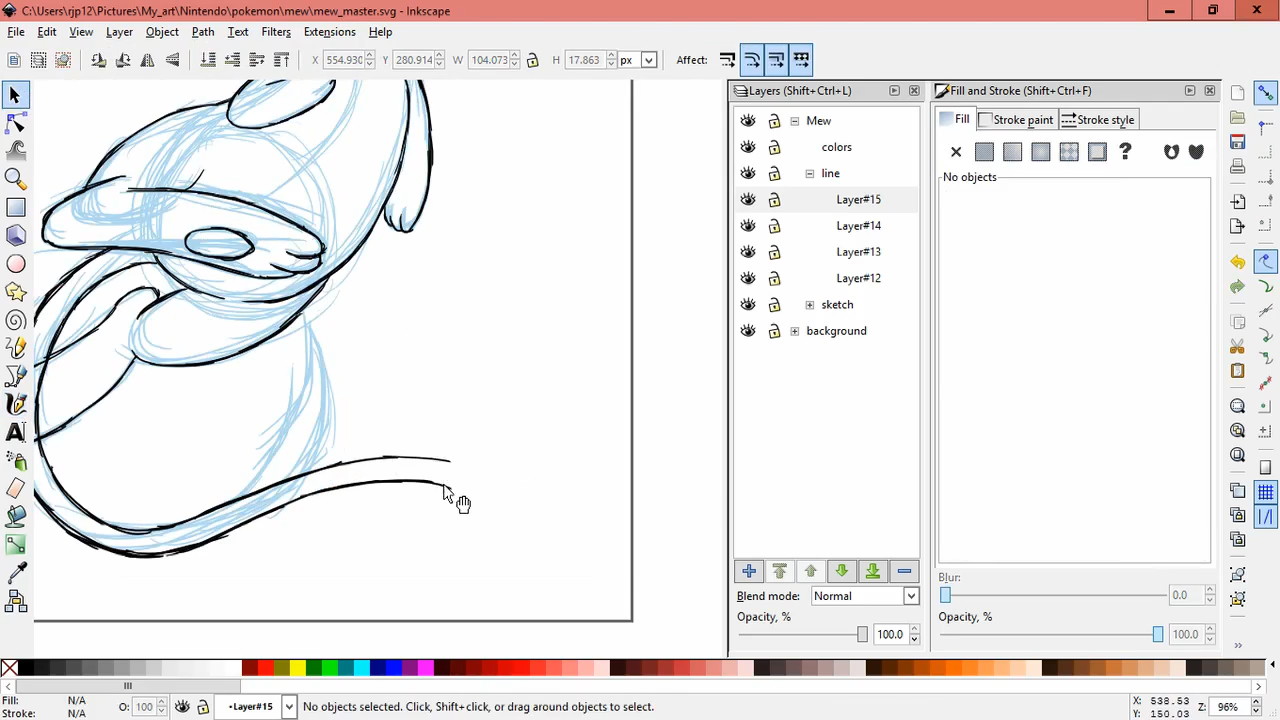 C:\Users\rjp12\Pictures\My_art\Nintendo\pokemon\mew\mew_master.svg - Inkscape
File Edit View Layer Object Path Filters Text Extensions Help
X 554.930 Y 280.914 W 104.073 H 17.863 px Affect:
Layers (Shift+Ctrl+L)
Mew
colors
line
Layer#15
Layer#14
Layer#13
Layer#12
sketch
background
Blend mode: Normal
Opacity, % 100.0
Fill and Stroke (Shift+Ctrl+F)
Fill Stroke paint Stroke style
No objects
Blur:
0.0
Opacity, %
100.0
Fill: N/A
Stroke: N/A
O: 100
•Layer#15
No objects selected. Click, Shift+click, or drag around objects to select.
X: 538.53
Y: 150.03
Z: 96%